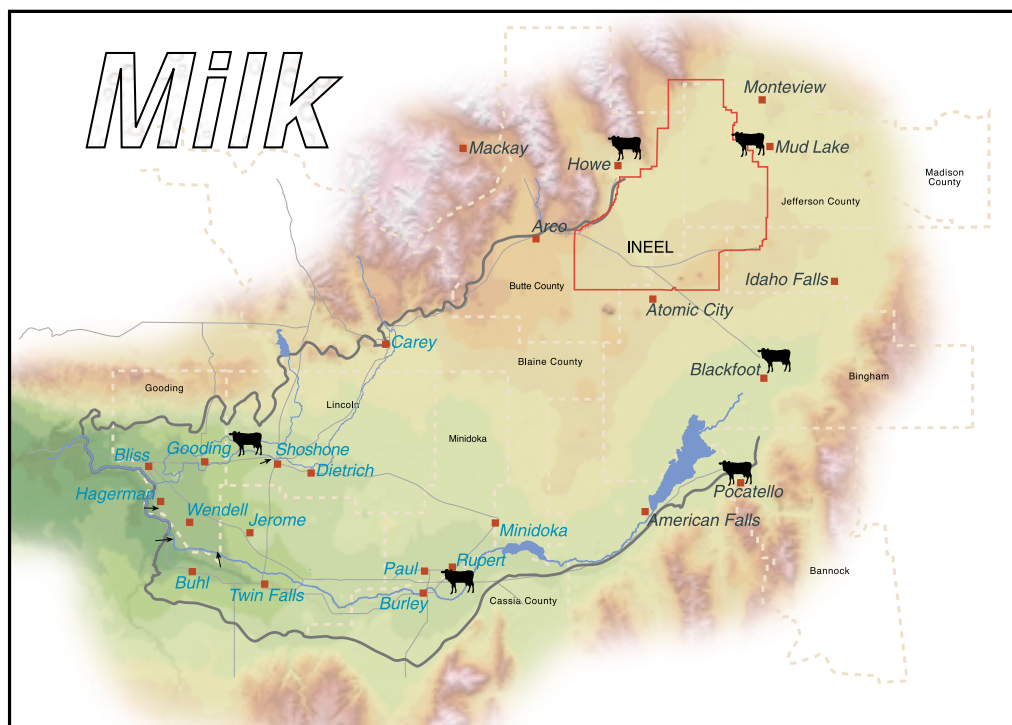 Milk
Monteview
Mackay
Howe
Mud Lake
Madison
County
Jefferson County
Arco
INEEL
Butte County
Idaho Falls
Atomic City
Carey
Blaine County
Blackfoot
Bingham
Gooding
Lincoln
Minidoka
Bliss
Gooding
Shoshone
Dietrich
Hagerman
Pocatello
Wendell
Jerome
Minidoka
American Falls
Buhl
Twin Falls
Paul
Rupert
Burley
Cassia County
Bannock